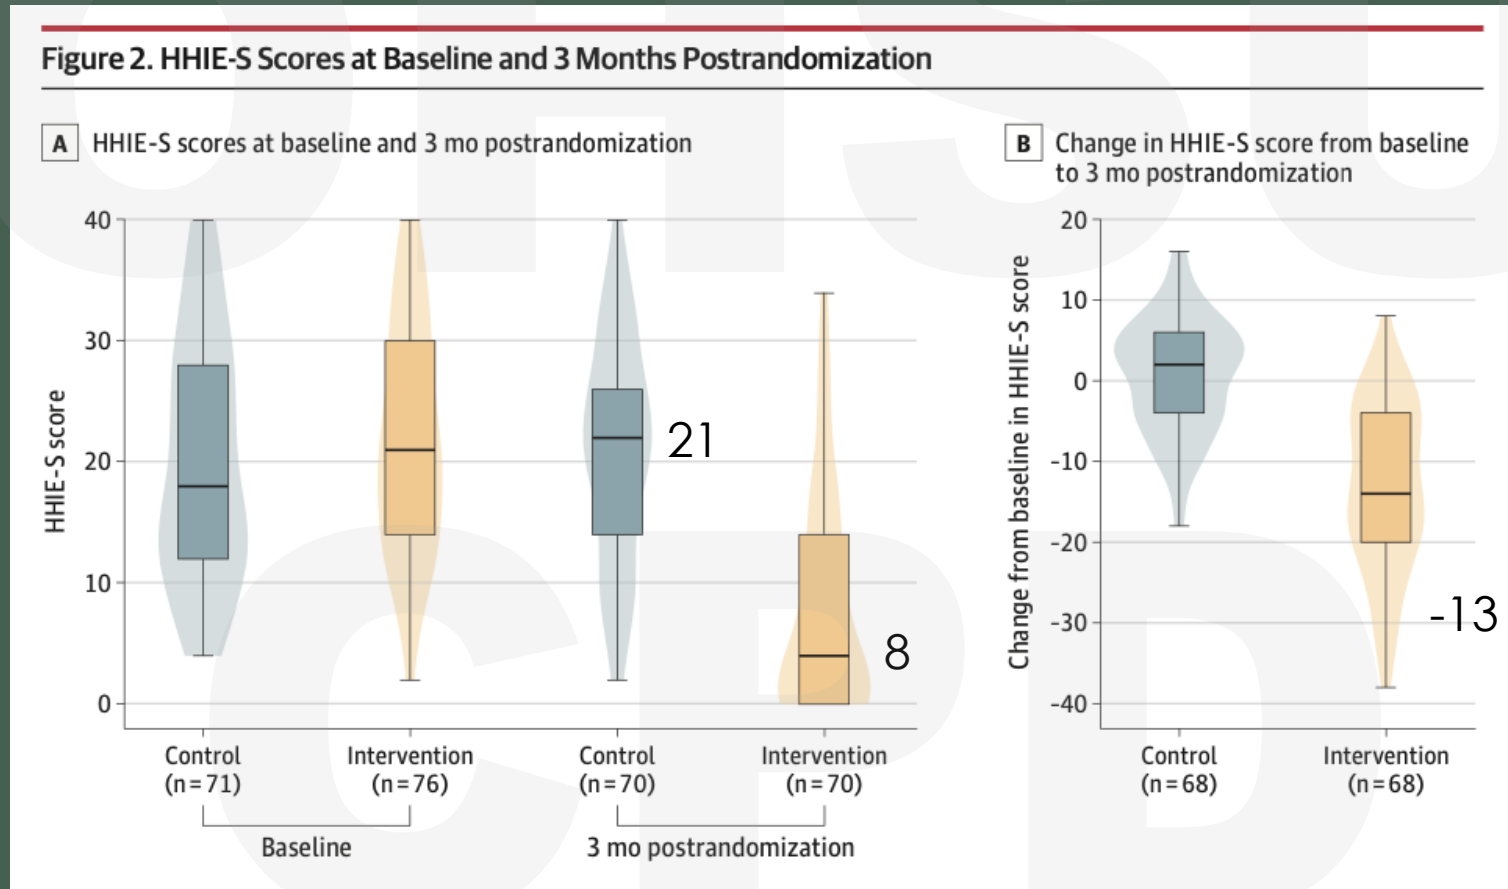 Figure 2. HHIE-S Scores at Baseline and 3 Months Postrandomization
A HHIE-S scores at baseline and 3 mo postrandomization
HHIE-S score
40
30
20
10
0
21
8
Control
(n=71)
Intervention
(n=76)
Control
(n=70)
Intervention
(n=70)
Baseline
3 mo postrandomization
B Change in HHIE-S score from baseline
to 3 mo postrandomization
Change from baseline in HHIE-S score
20
10
0
-10
-20
-30
-40
-13
Control
(n=68)
Intervention
(n=68)
OHSU
CPD